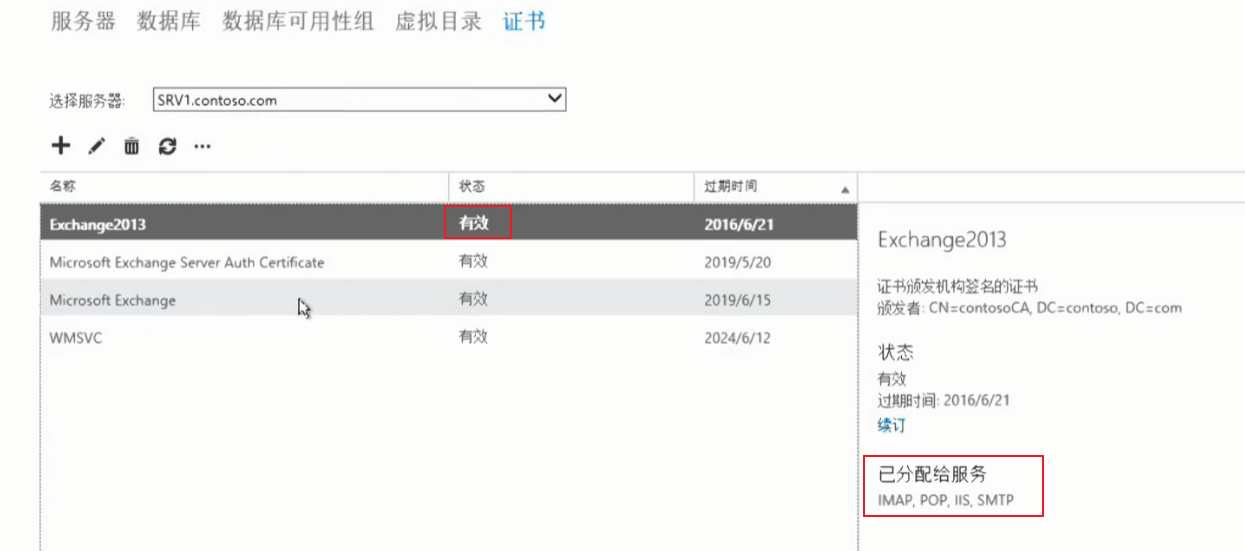 服务器 数据库 数据库可用性组 虚拟目录 证书
选择服务器: SRV1.contoso.com
名称 状态 过期时间
Exchange2013 有效 2016/6/21
Microsoft Exchange Server Auth Certificate 有效 2019/5/20
Microsoft Exchange 有效 2019/6/15
WMSVC 有效 2024/6/12
Exchange2013
证书颁发机构签名的证书
颁发者: CN=contosoCA, DC=contoso, DC=com
状态
有效
过期时间: 2016/6/21
续订
已分配给服务
IMAP, POP, IIS, SMTP